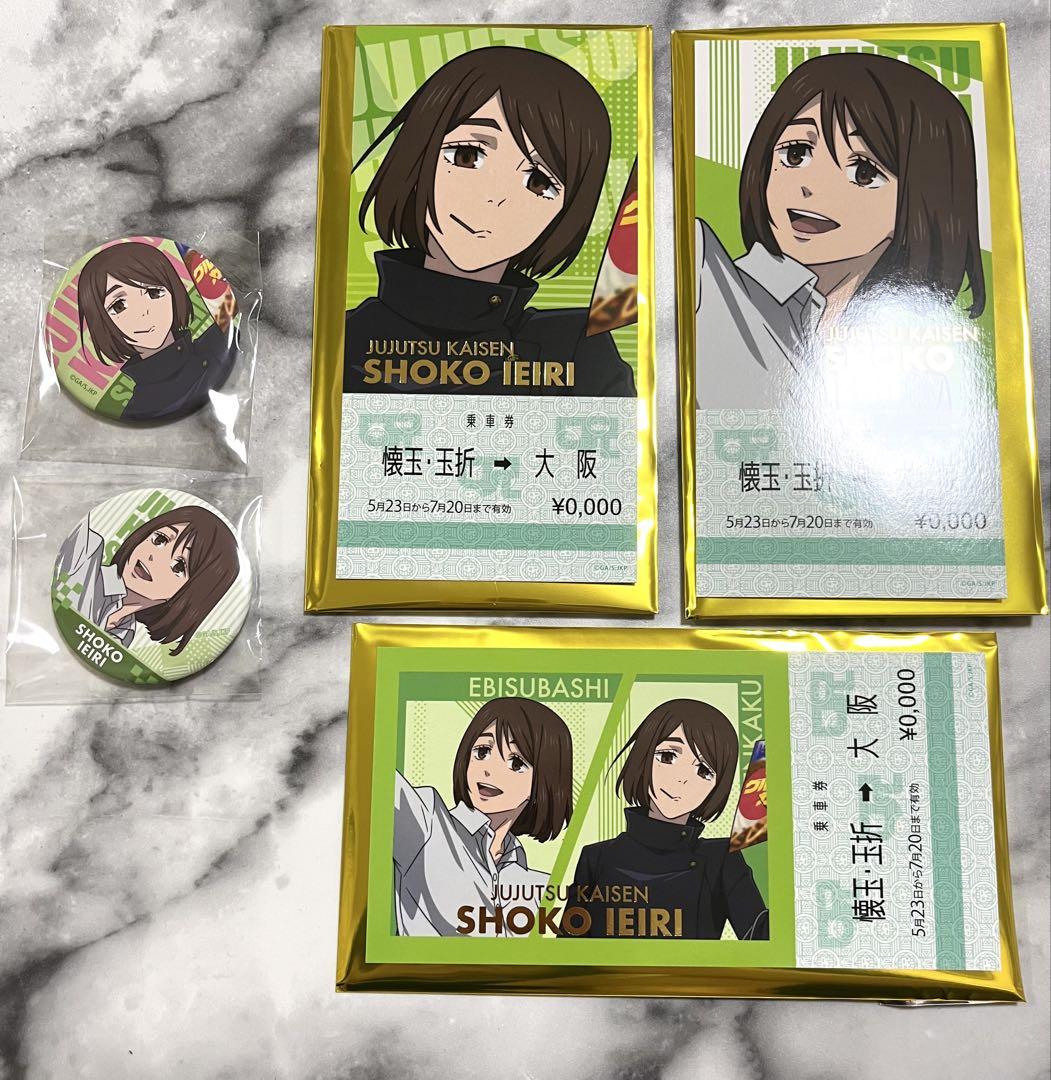 JUJUTSU
JUJUTSU KAISEN
SHOKO IEIRI
乗車券
懐玉・玉折 ➡ 大阪
5月23日から7月20日まで有効 ¥0,000
©GA/S,JKP
JUJUTSU
JUJUTSU KAISEN
SHOKO
懐玉・玉折
5月23日から7月20日まで有効 ¥0,000
©GA/S,JKP
©GA/S,JKP
SHOKO
IEIRI
EBISUBASHI
IKAKU
JUJUTSU KAISEN
SHOKO IEIRI
乗車券
懐玉・玉折 ➡ 大阪
5月23日から7月20日まで有効 ¥0,000
©GA/S,JKP